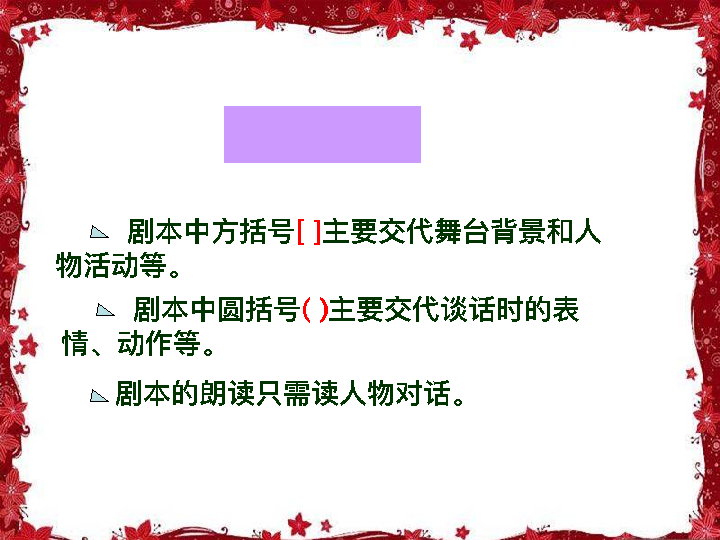 剧本中方括号[ ]主要交代舞台背景和人
物活动等。
剧本中圆括号( )主要交代谈话时的表
情、动作等。
剧本的朗读只需读人物对话。